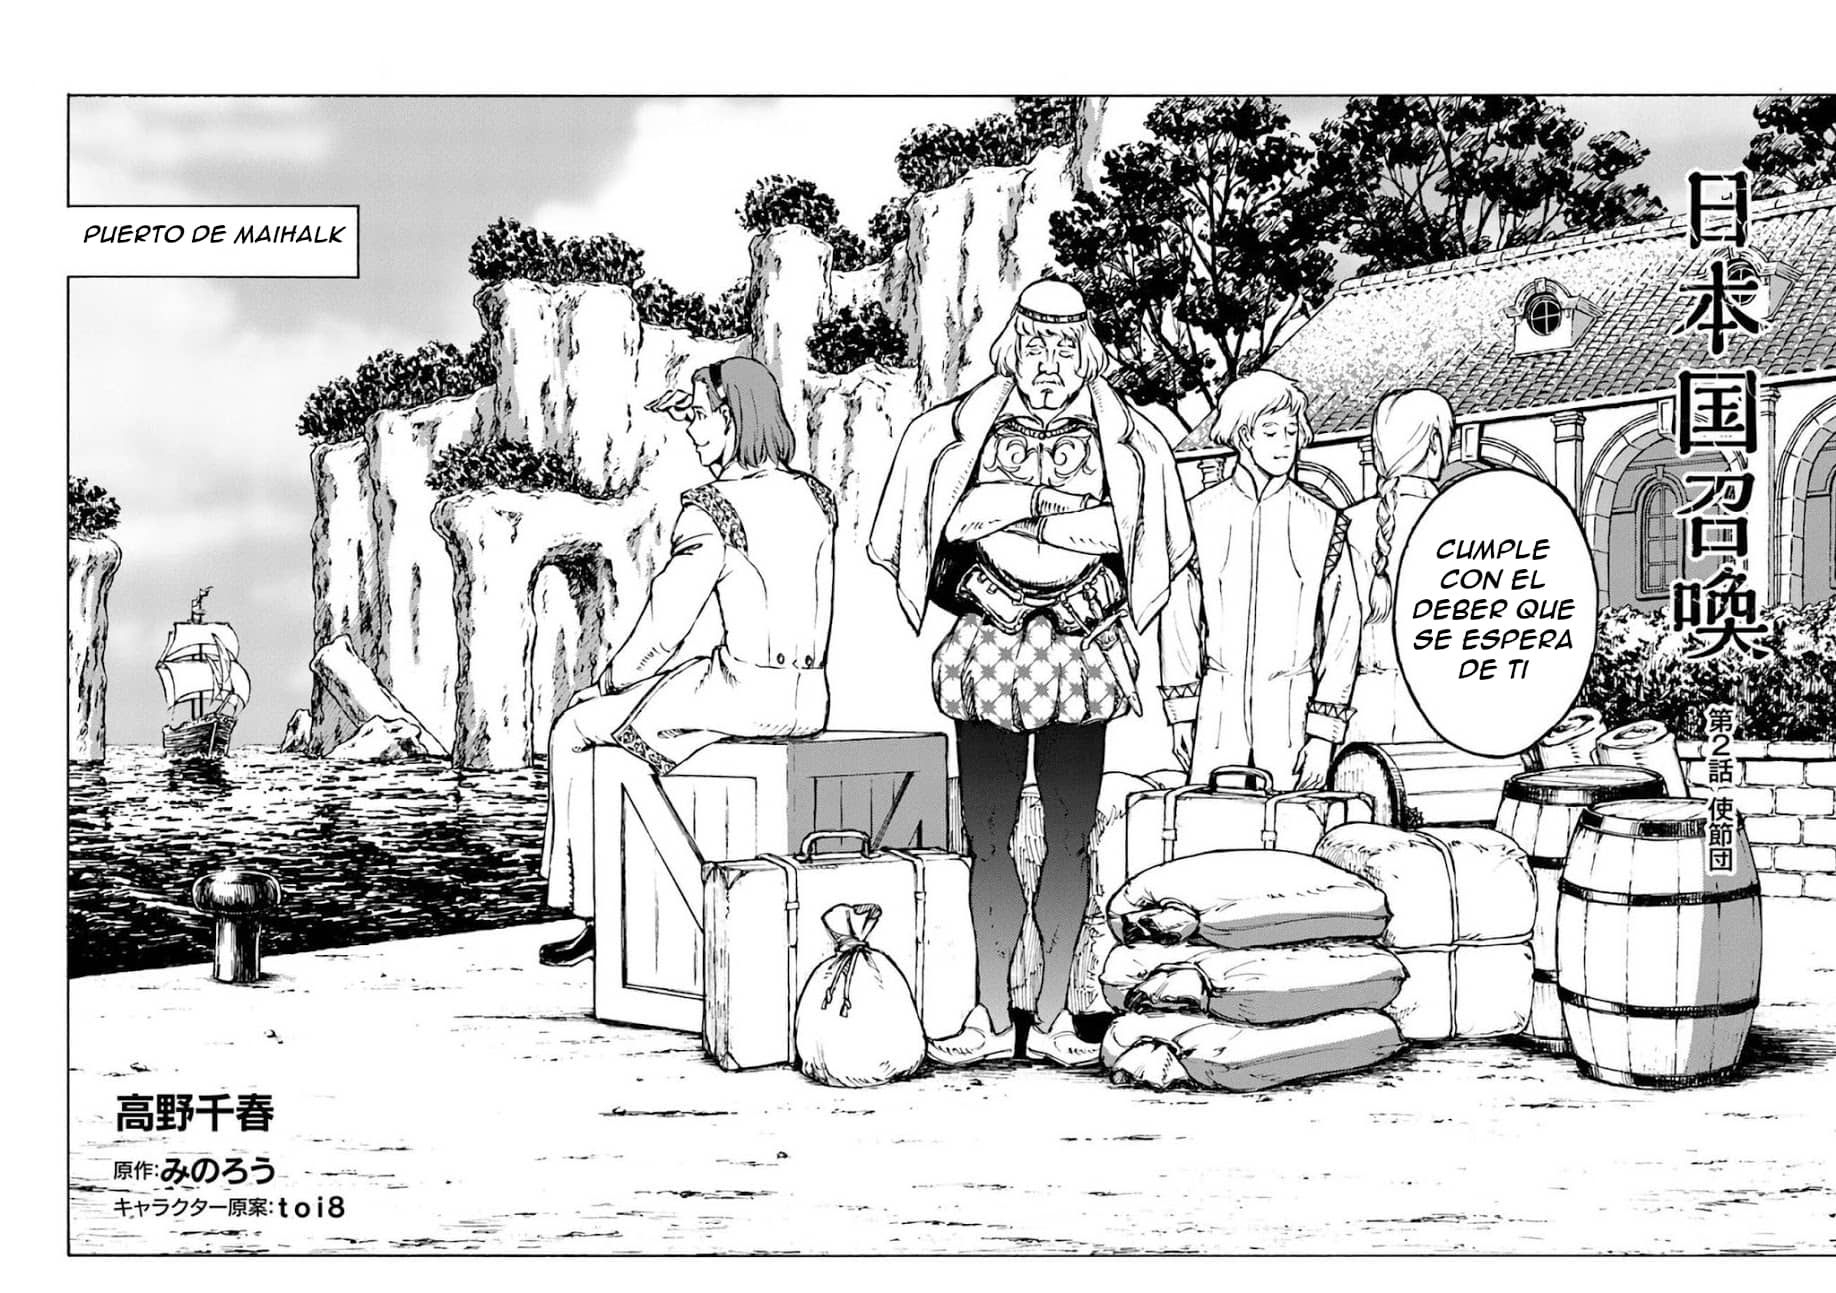 日本国召喚
第2話 使節団
PUERTO DE MAIHALK
CUMPLE
CON EL
DEBER QUE
SE ESPERA
DE TI
高野千春
原作:みのろう
キャラクター原案:toi8